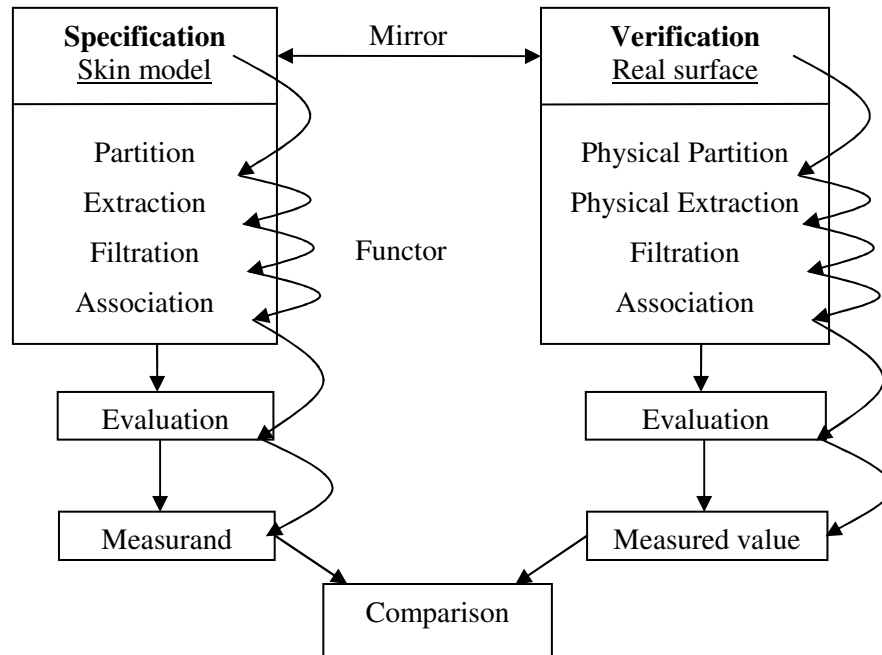 Specification
Skin model
Mirror
Verification
Real surface
Partition
Extraction
Filtration
Association
Functor
Physical Partition
Physical Extraction
Filtration
Association
Evaluation
Evaluation
Measurand
Measured value
Comparison